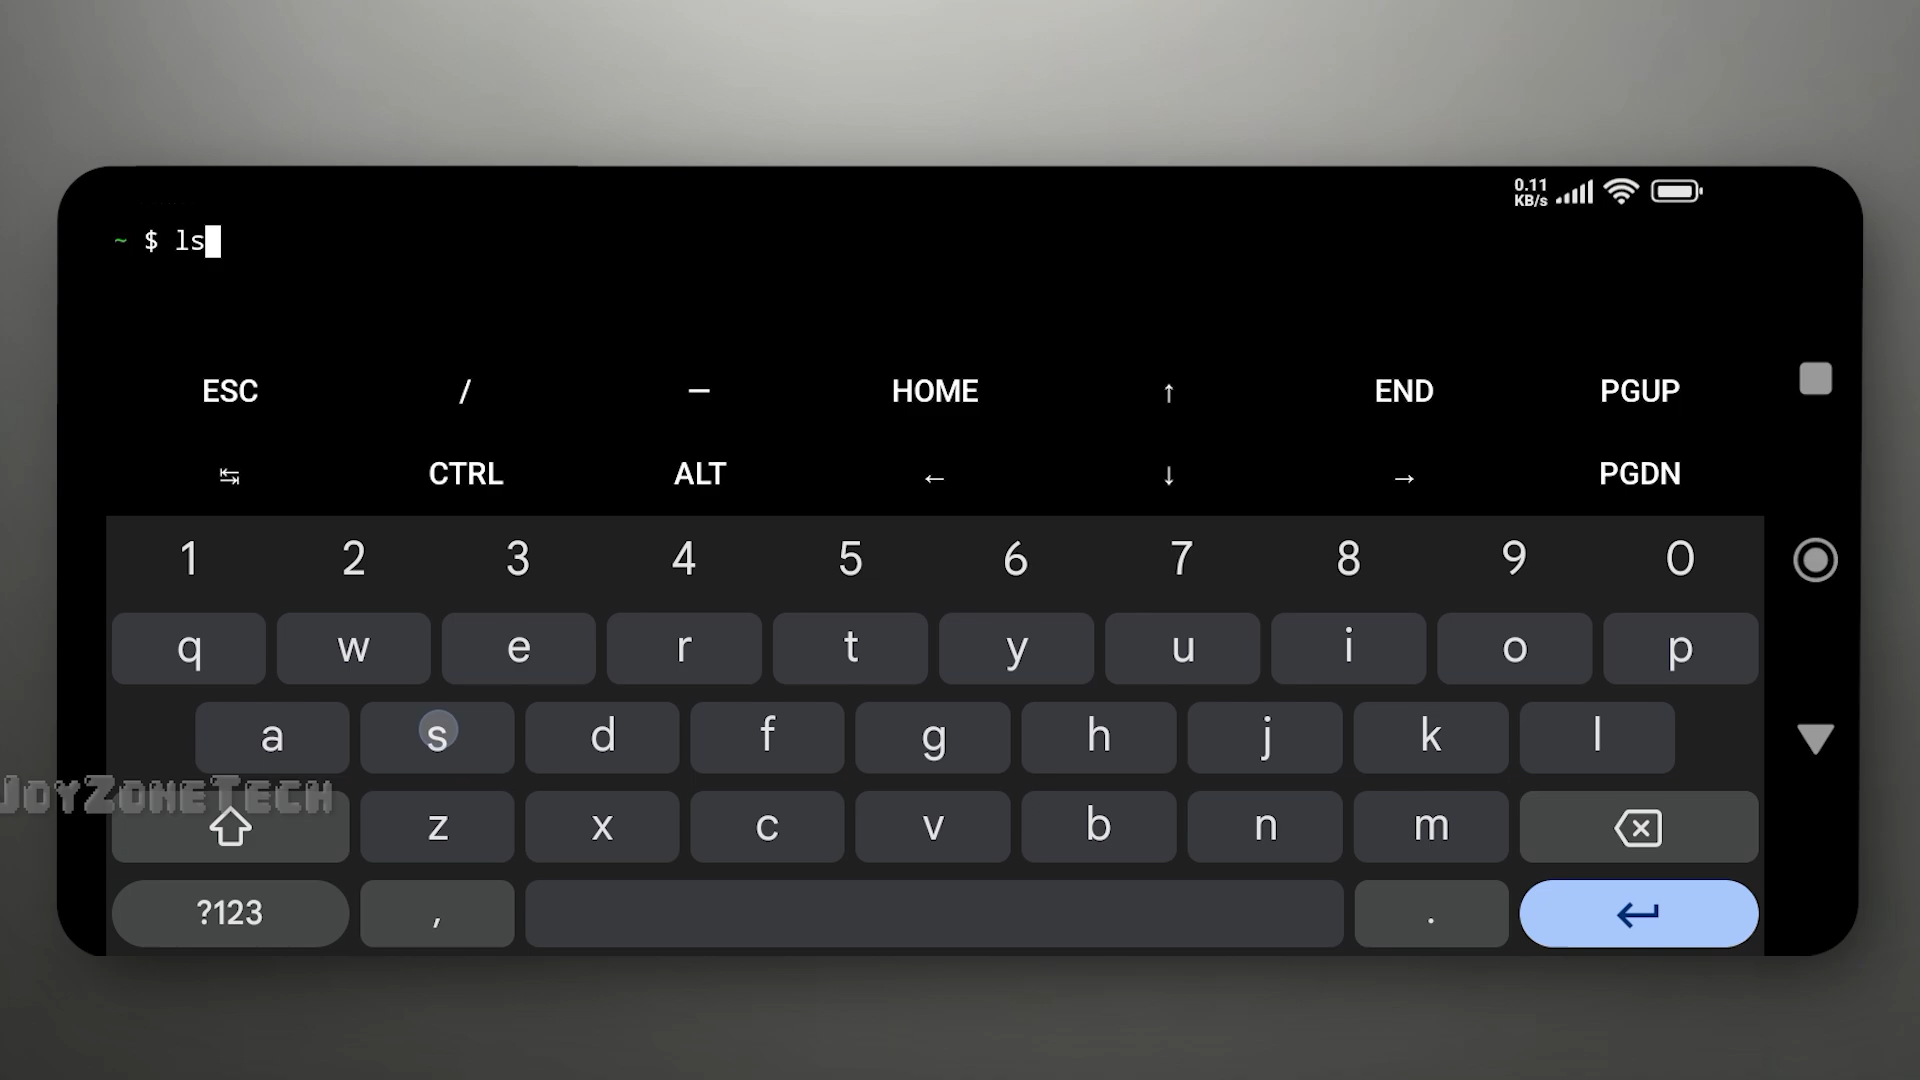 0.11
KB/s
~ $ ls
ESC / — HOME ↑ END PGUP
↹ CTRL ALT ← ↓ → PGDN
1 2 3 4 5 6 7 8 9 0
q w e r t y u i o p
a s d f g h j k l
JOYZONETECH
z x c v b n m
?123 , .